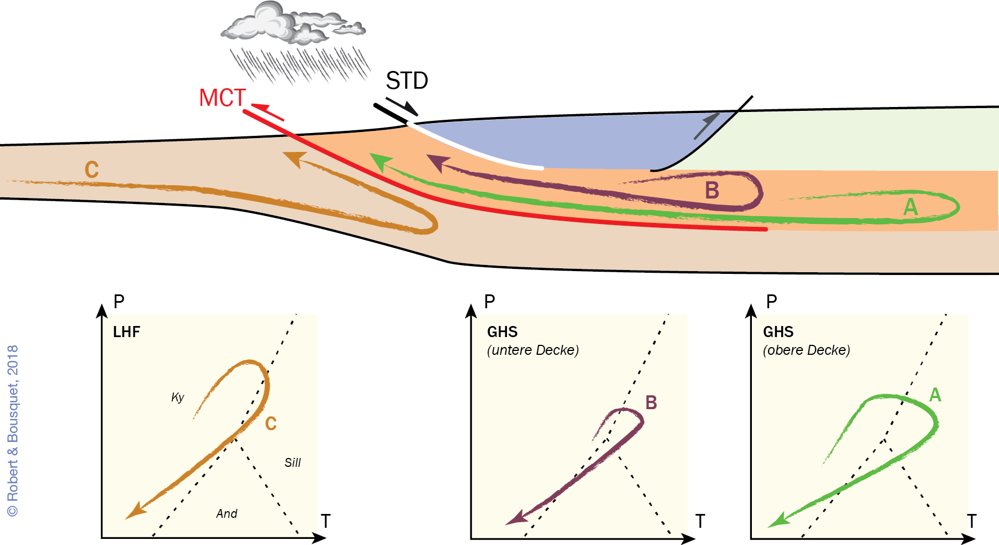 STD
MCT
C
B
A
P
LHF
Ky
C
Sill
And
T
P
GHS
(untere Decke)
B
T
P
GHS
(obere Decke)
A
T
© Robert & Bousquet, 2018